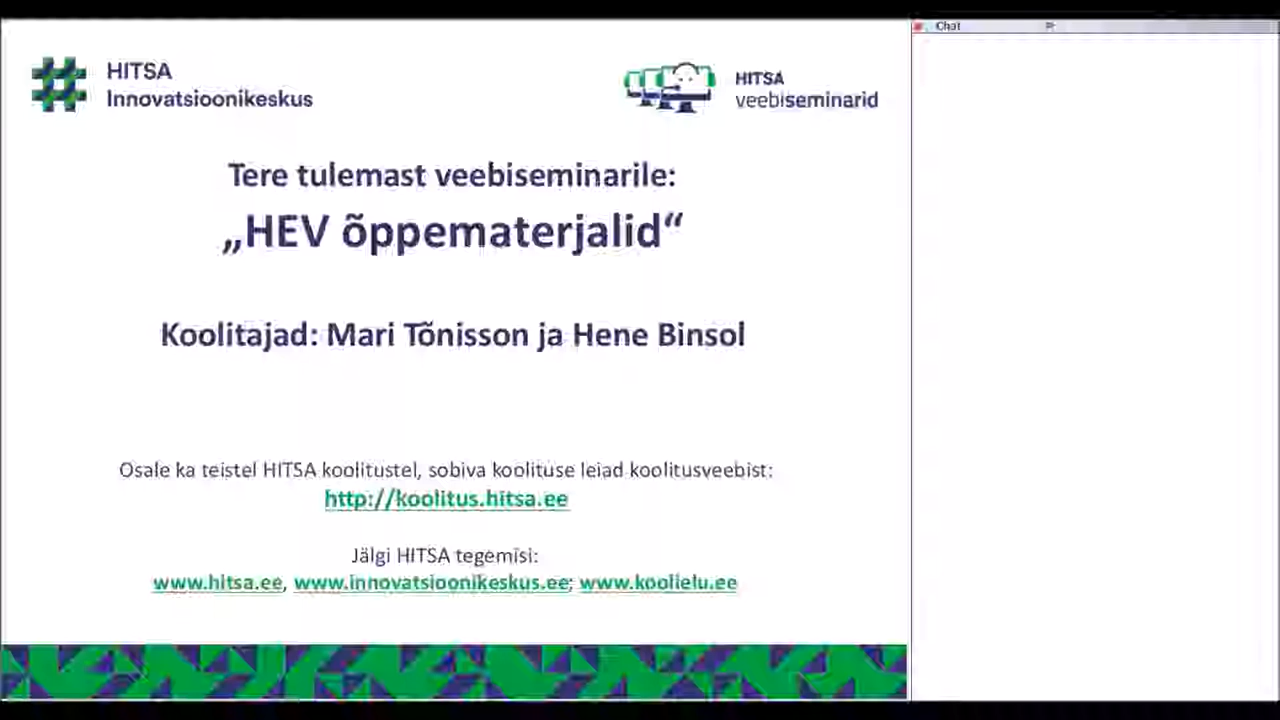 HITSA
Innovatsioonikeskus
HITSA
veebiseminarid
Chat
Tere tulemast veebiseminarile:
„HEV õppematerjalid“
Koolitajad: Mari Tõnisson ja Hene Binsol
Osale ka teistel HITSA koolitustel, sobiva koolituse leiad koolitusveebist:
http://koolitus.hitsa.ee
Jälgi HITSA tegemisi:
www.hitsa.ee, www.innovatsioonikeskus.ee; www.koolielu.ee